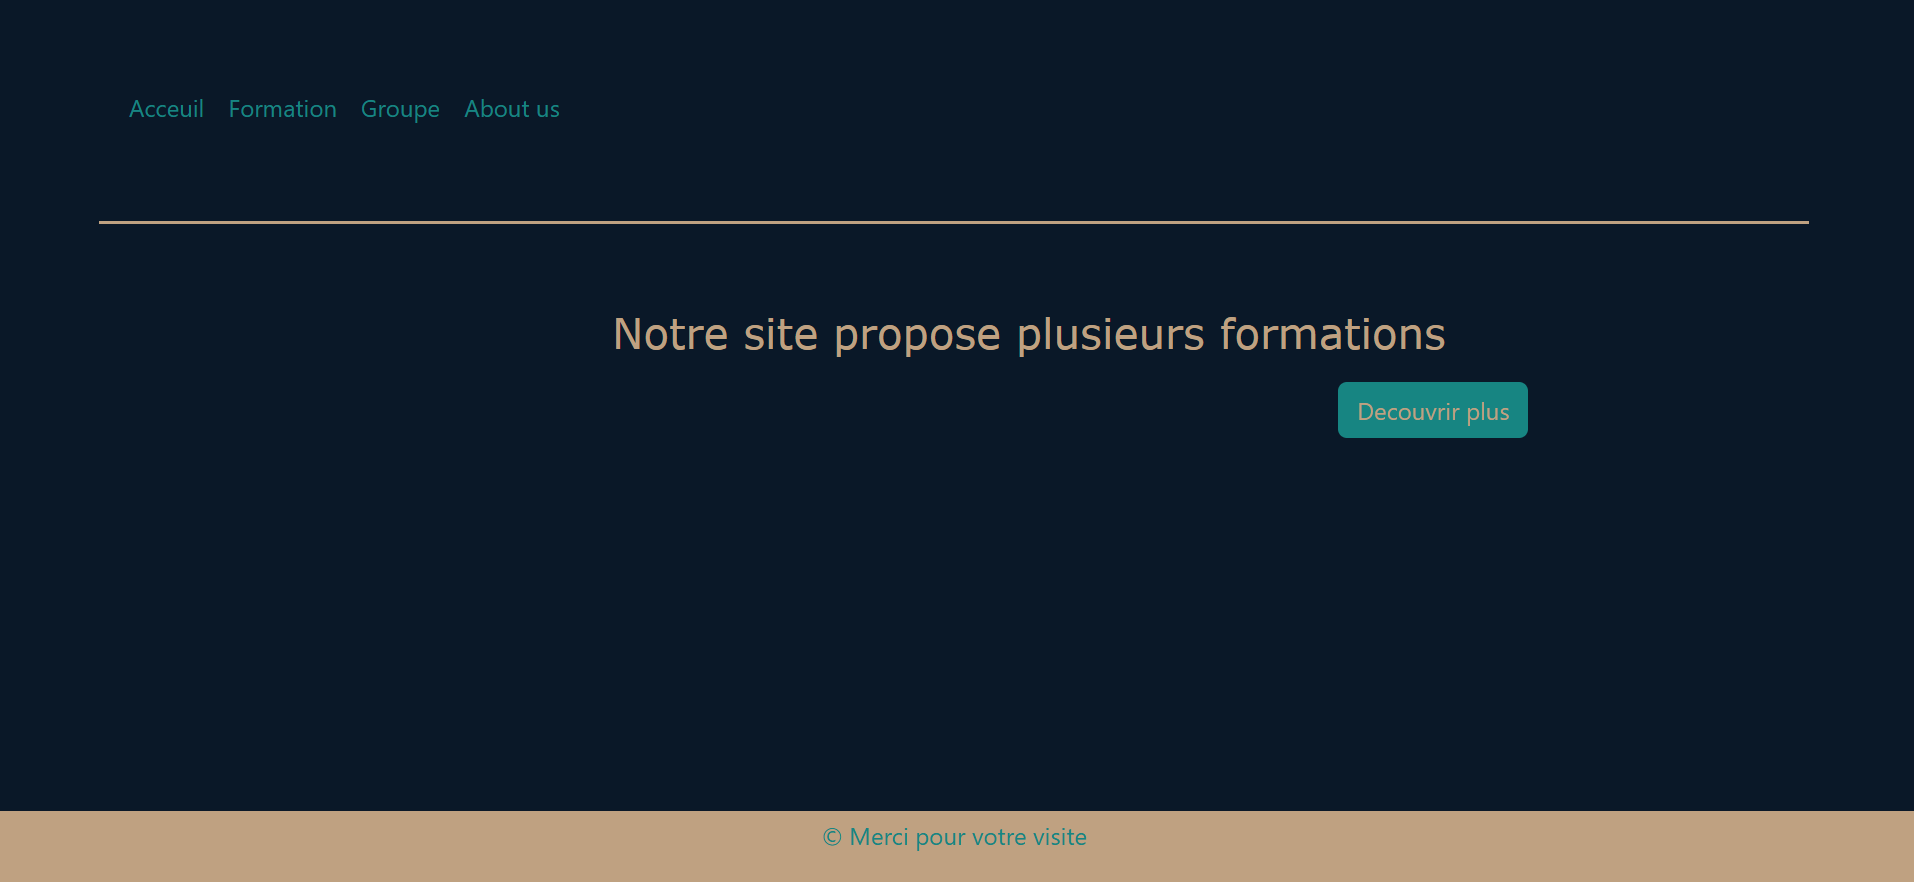 Acceuil Formation Groupe About us
Notre site propose plusieurs formations
Decouvrir plus
© Merci pour votre visite